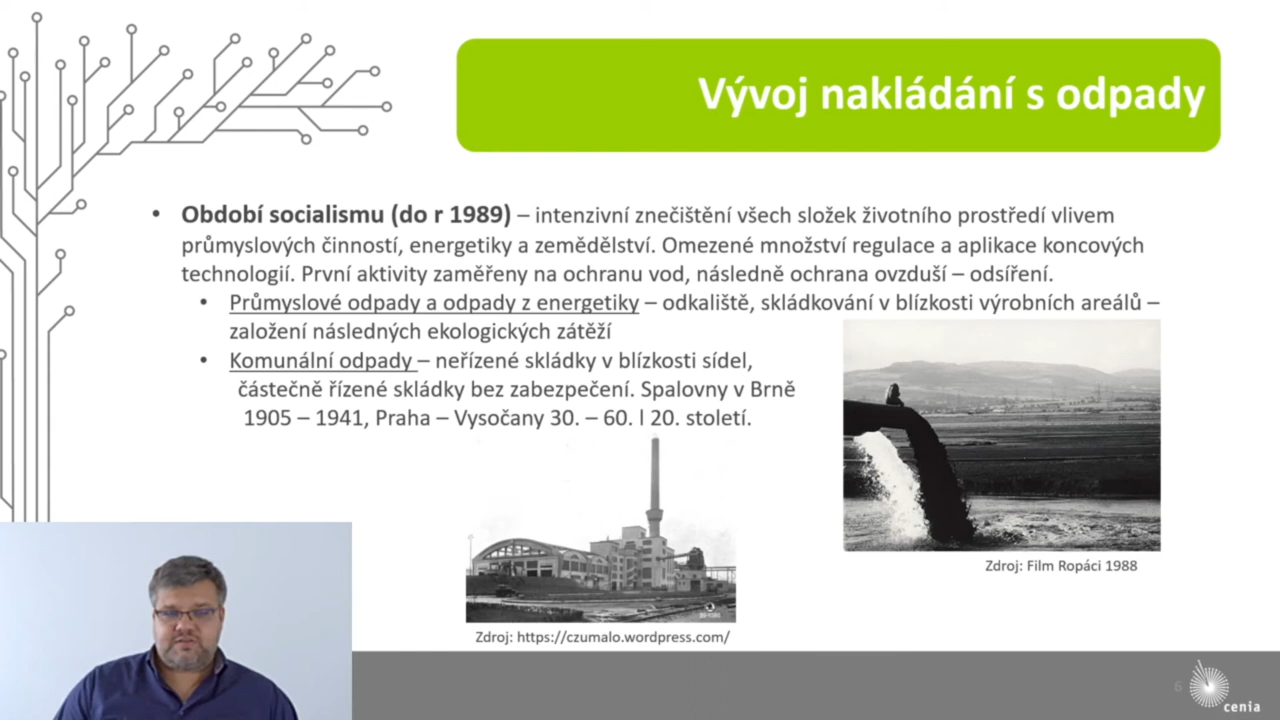 Vývoj nakládání s odpady
• Období socialismu (do r 1989) – intenzivní znečištění všech složek životního prostředí vlivem
průmyslových činností, energetiky a zemědělství. Omezené množství regulace a aplikace koncových
technologií. První aktivity zaměřeny na ochranu vod, následně ochrana ovzduší – odsíření.
• Průmyslové odpady a odpady z energetiky – odkaliště, skládkování v blízkosti výrobních areálů –
založení následných ekologických zátěží
• Komunální odpady – neřízené skládky v blízkosti sídel,
částečně řízené skládky bez zabezpečení. Spalovny v Brně
1905 – 1941, Praha – Vysočany 30. – 60. l 20. století.
Zdroj: Film Ropáci 1988
Zdroj: https://czumalo.wordpress.com/
6
cenia